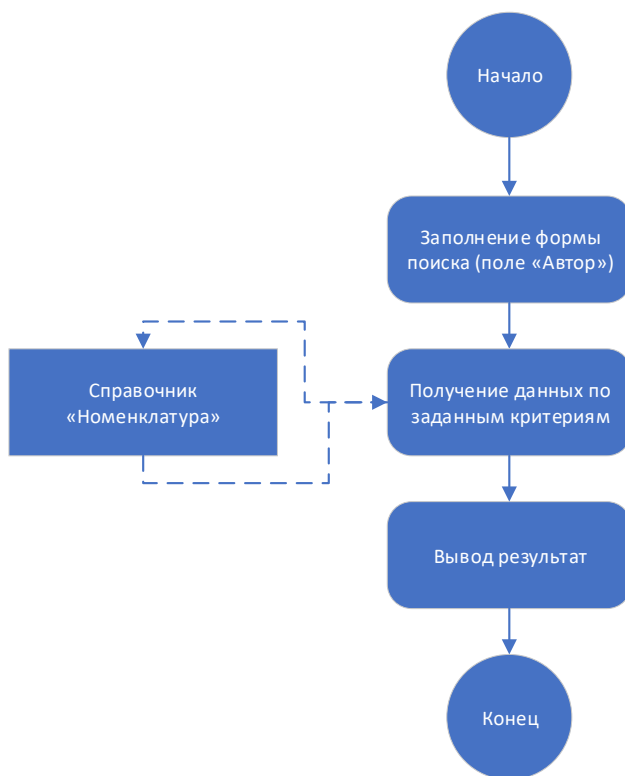 Начало
Заполнение формы
поиска (поле «Автор»)
Справочник
«Номенклатура»
Получение данных по
заданным критериям
Вывод результат
Конец